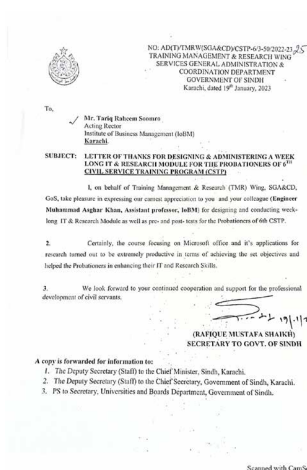 NO: AD(T)/TMRW(SGA&CD)/CSTP-6/3-50/2022-23/25
TRAINING MANAGEMENT & RESEARCH WING
SERVICES GENERAL ADMINISTRATION &
COORDINATION DEPARTMENT
GOVERNMENT OF SINDH
Karachi, dated 19th January, 2023
To,
Mr. Tariq Raheem Soomro
Acting Rector
Institute of Business Management (IoBM)
Karachi.
SUBJECT: LETTER OF THANKS FOR DESIGNING & ADMINISTERING A WEEK
LONG IT & RESEARCH MODULE FOR THE PROBATIONERS OF 6TH
CIVIL SERVICE TRAINING PROGRAM (CSTP)
I, on behalf of Training Management & Research (TMR) Wing, SGA&CD,
GoS, take pleasure in expressing our earnest appreciation to you and your colleague (Engineer
Muhammad Asghar Khan, Assistant professor, IoBM) for designing and conducting week-
long IT & Research Module as well as pre- and post- tests for the Probationers of 6th CSTP.
2. Certainly, the course focusing on Microsoft office and it's applications for
research turned out to be extremely productive in terms of achieving the set objectives and
helped the Probationers in enhancing their IT and Research Skills.
3. We look forward to your continued cooperation and support for the professional
development of civil servants.
(RAFIQUE MUSTAFA SHAIKH)
SECRETARY TO GOVT. OF SINDH
A copy is forwarded for information to:
1. The Deputy Secretary (Staff) to the Chief Minister, Sindh, Karachi.
2. The Deputy Secretary (Staff) to the Chief Secretary, Government of Sindh, Karachi.
3. PS to Secretary, Universities and Boards Department, Government of Sindh.
Scanned with CamSc